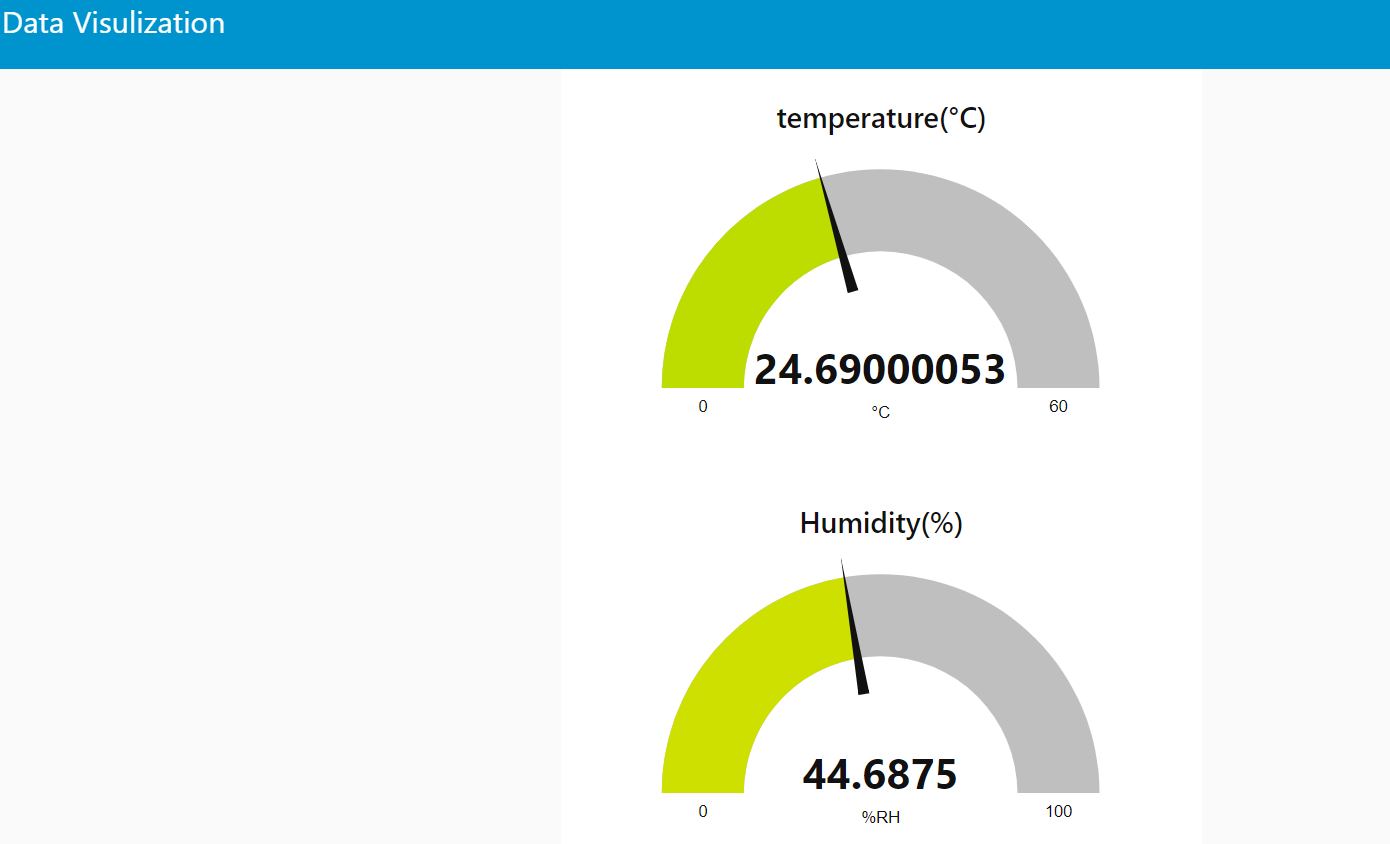 Data Visulization
temperature(°C)
24.69000053
0
°C
60
Humidity(%)
44.6875
0
%RH
100